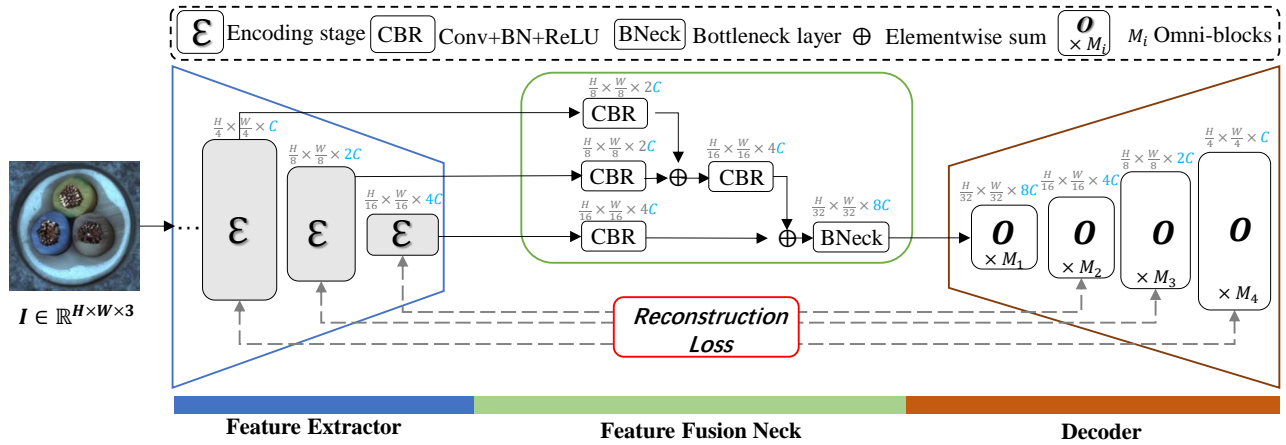 ℰ Encoding stage CBR Conv+BN+ReLU BNeck Bottleneck layer ⊕ Elementwise sum O × M_i M_i Omni-blocks
H/4 × W/4 × C
H/8 × W/8 × 2C
H/16 × W/16 × 4C
... ℰ ℰ ℰ
I ∈ ℝ^{H×W×3}
H/8 × W/8 × 2C
CBR
H/8 × W/8 × 2C
CBR ⊕
H/16 × W/16 × 4C
CBR
H/16 × W/16 × 4C
CBR ⊕
H/32 × W/32 × 8C
BNeck
H/32 × W/32 × 8C
O
× M_1
H/16 × W/16 × 4C
O
× M_2
H/8 × W/8 × 2C
O
× M_3
H/4 × W/4 × C
O
× M_4
Reconstruction
Loss
Feature Extractor
Feature Fusion Neck
Decoder